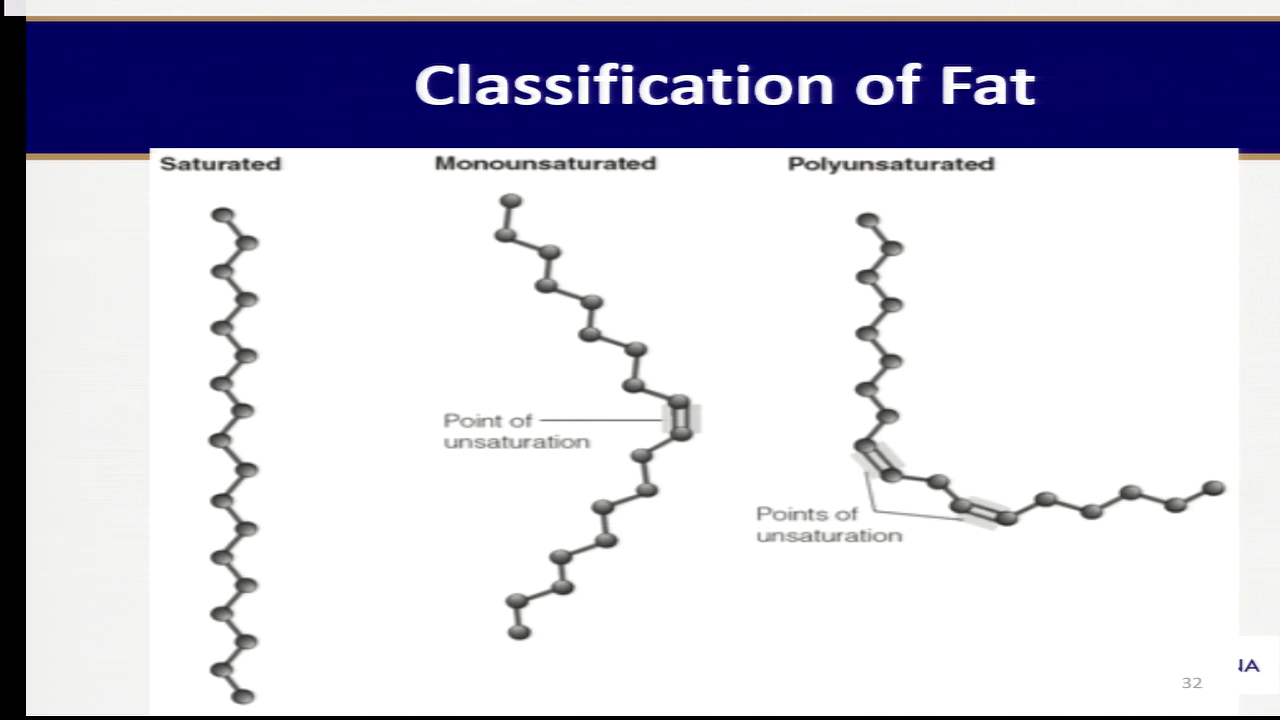 Classification of Fat
Saturated
Monounsaturated
Polyunsaturated
Point of
unsaturation
Points of
unsaturation
32